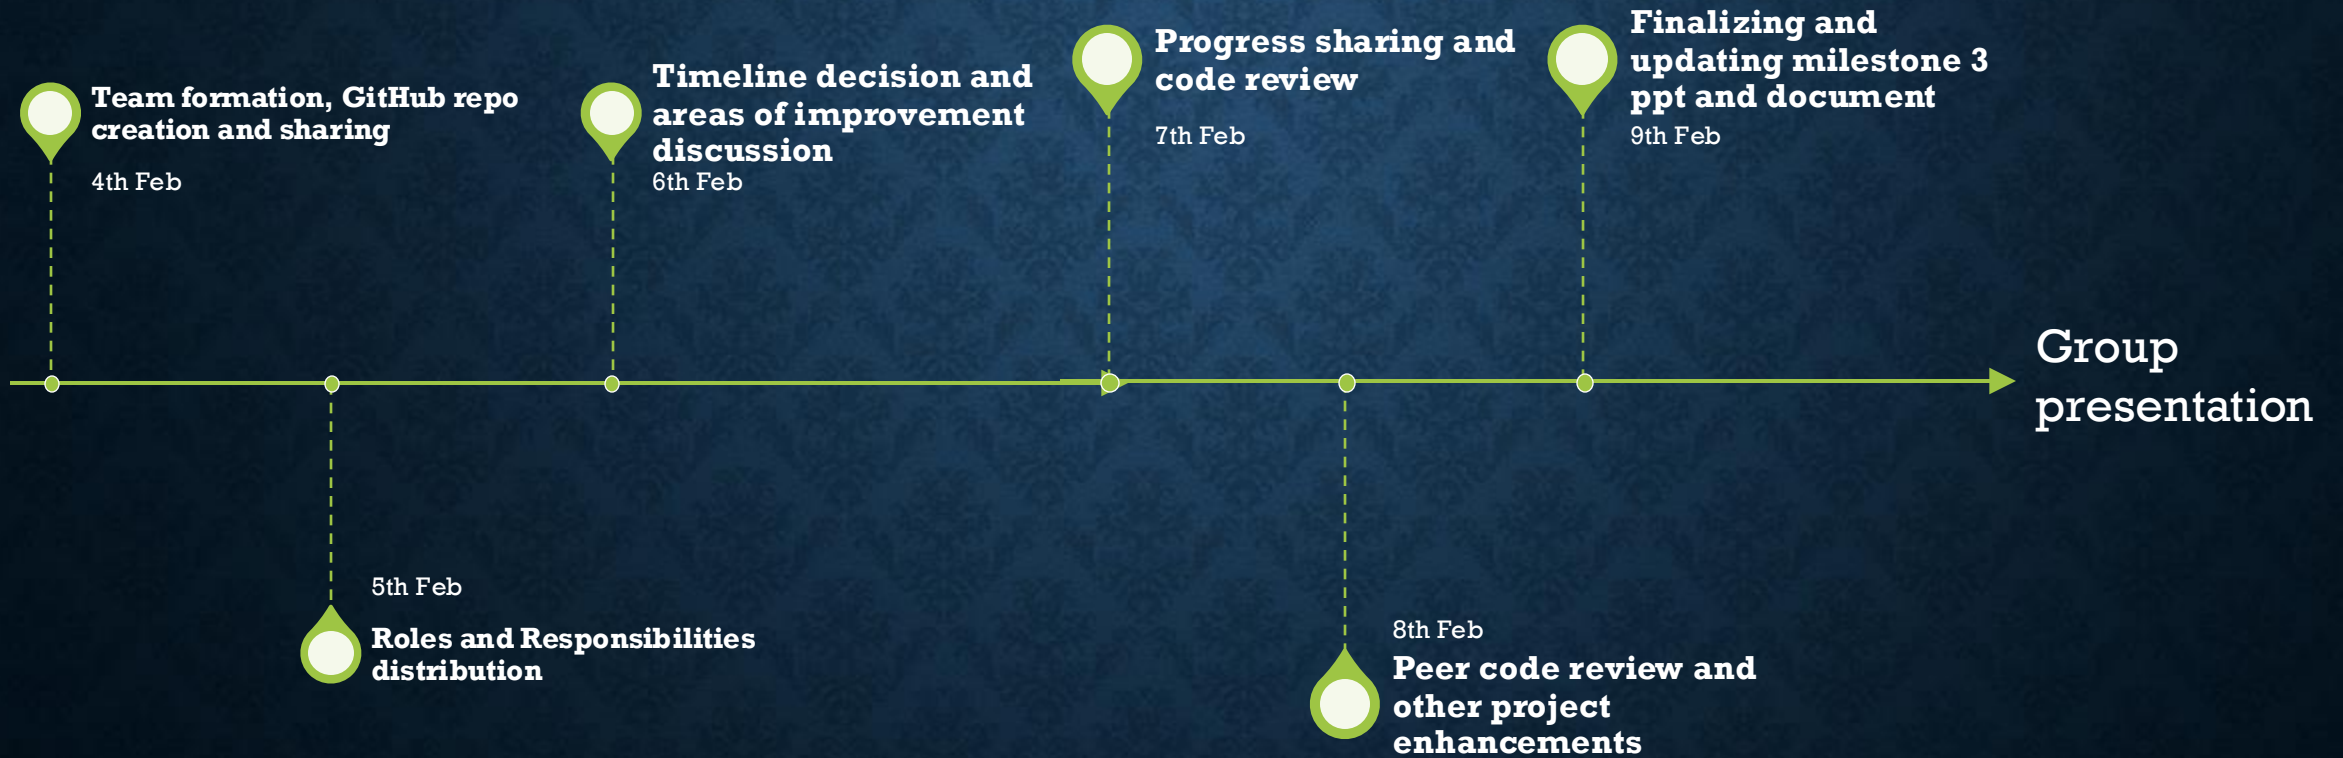 Team formation, GitHub repo
creation and sharing
4th Feb
5th Feb
Roles and Responsibilities
distribution
Timeline decision and
areas of improvement
discussion
6th Feb
Progress sharing and
code review
7th Feb
8th Feb
Peer code review and
other project
enhancements
Finalizing and
updating milestone 3
ppt and document
9th Feb
Group
presentation